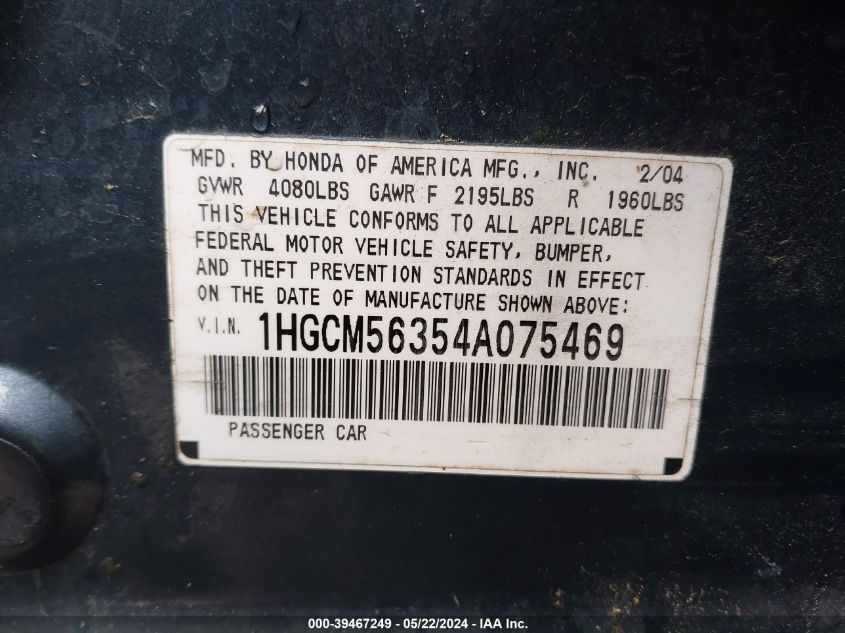 MFD. BY HONDA OF AMERICA MFG., INC. 2/04
GVWR 4080LBS GAWR F 2195LBS R 1960LBS
THIS VEHICLE CONFORMS TO ALL APPLICABLE
FEDERAL MOTOR VEHICLE SAFETY, BUMPER,
AND THEFT PREVENTION STANDARDS IN EFFECT
ON THE DATE OF MANUFACTURE SHOWN ABOVE:
V.I.N. 1HGCM56354A075469
PASSENGER CAR
000-39467249 - 05/22/2024 - IAA Inc.